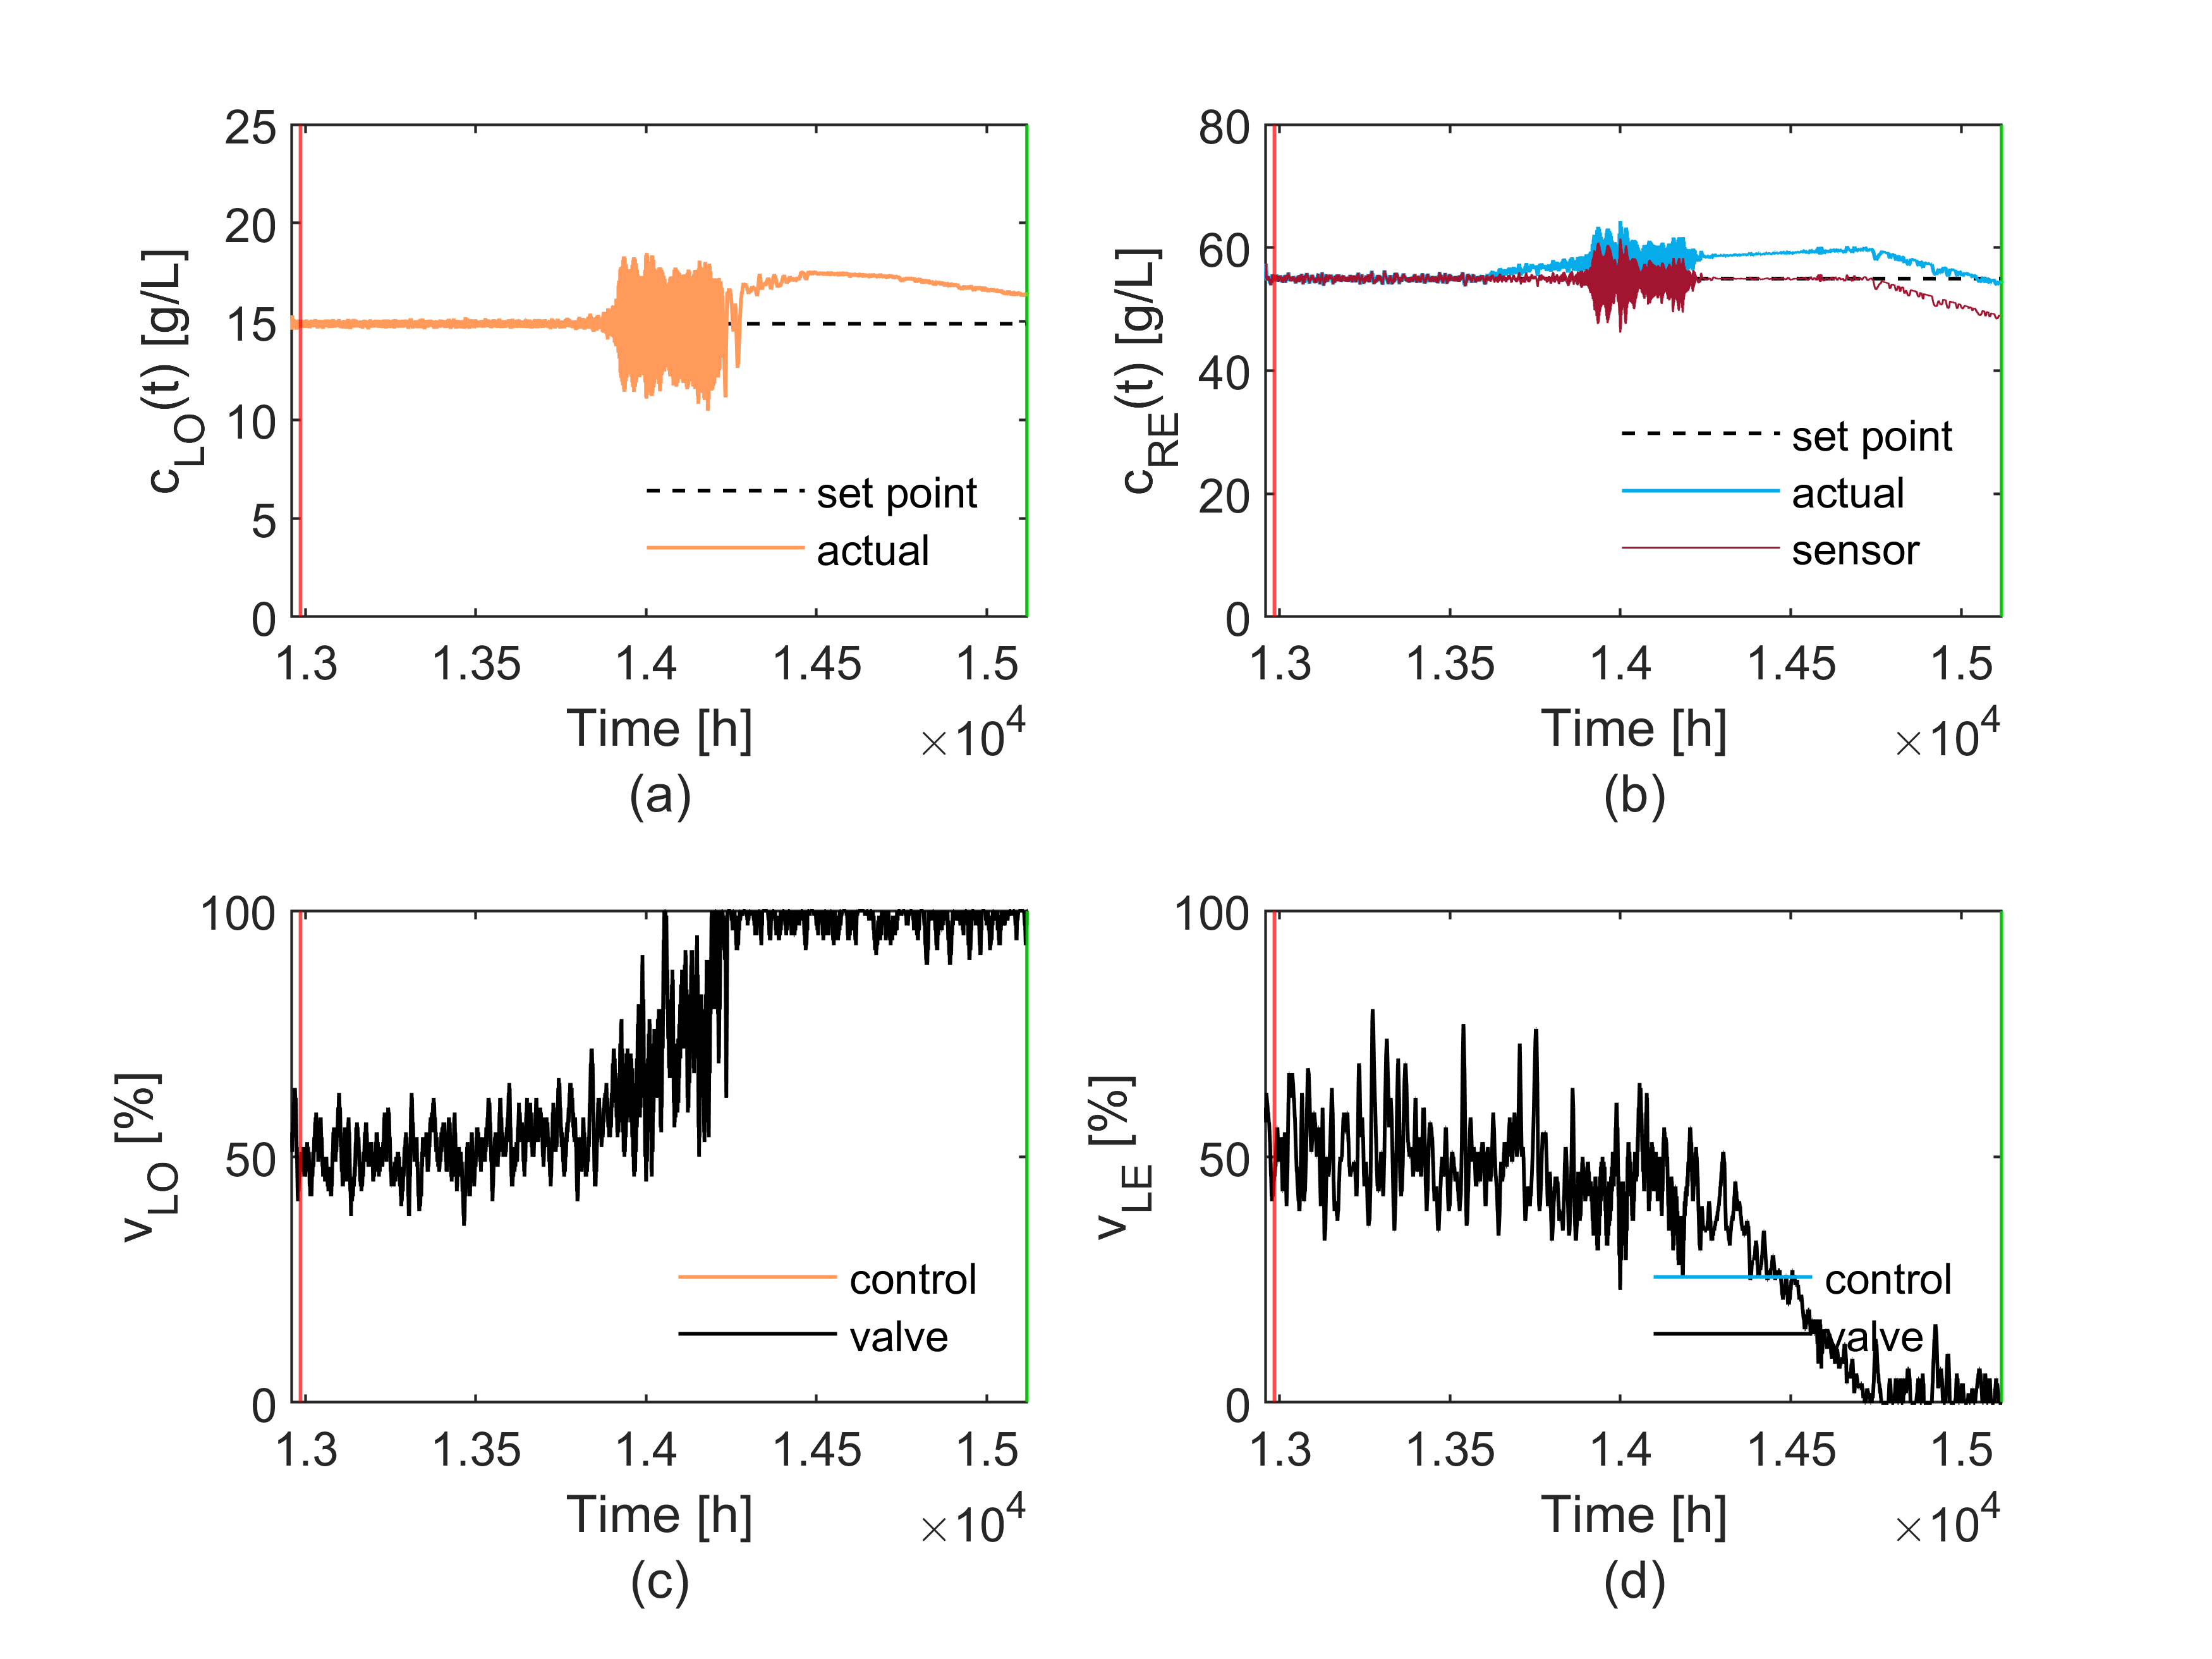 25
20
15
10
5
0
c_LO(t) [g/L]
set point
actual
1.3 1.35 1.4 1.45 1.5
Time [h]
×10^4
(a)
80
60
40
20
0
c_RE(t) [g/L]
set point
actual
sensor
1.3 1.35 1.4 1.45 1.5
Time [h]
×10^4
(b)
100
50
0
v_LO [%]
control
valve
1.3 1.35 1.4 1.45 1.5
Time [h]
×10^4
(c)
100
50
0
v_LE [%]
control
valve
1.3 1.35 1.4 1.45 1.5
Time [h]
×10^4
(d)